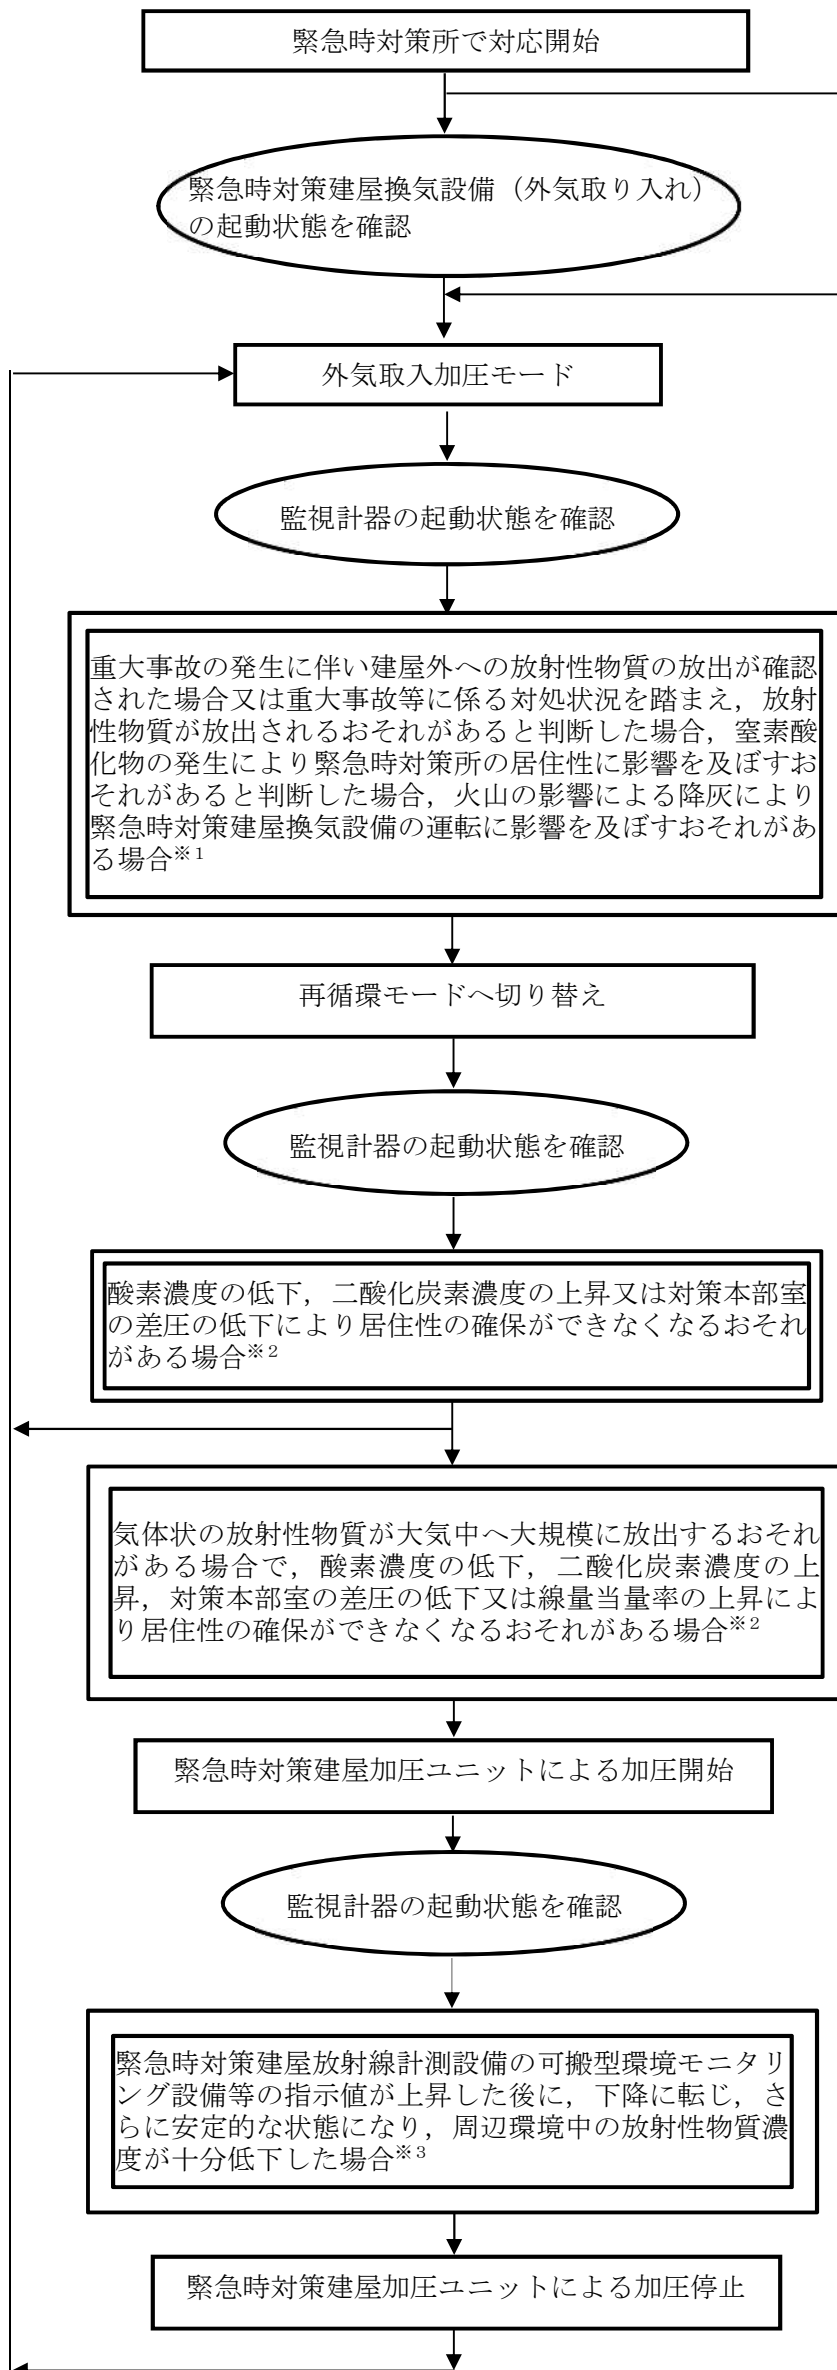 緊急時対策所で対応開始
緊急時対策建屋換気設備（外気取り入れ）
の起動状態を確認
外気取入加圧モード
監視計器の起動状態を確認
重大事故の発生に伴い建屋外への放射性物質の放出が確認
された場合又は重大事故等に係る対処状況を踏まえ，放射
性物質が放出されるおそれがあると判断した場合，窒素酸
化物の発生により緊急時対策所の居住性に影響を及ぼすお
それがあると判断した場合，火山の影響による降灰により
緊急時対策建屋換気設備の運転に影響を及ぼすおそれがあ
る場合※1
再循環モードへ切り替え
監視計器の起動状態を確認
酸素濃度の低下，二酸化炭素濃度の上昇又は対策本部室
の差圧の低下により居住性の確保ができなくなるおそれ
がある場合※2
気体状の放射性物質が大気中へ大規模に放出するおそれ
がある場合で，酸素濃度の低下，二酸化炭素濃度の上
昇，対策本部室の差圧の低下又は線量当量率の上昇によ
り居住性の確保ができなくなるおそれがある場合※2
緊急時対策建屋加圧ユニットによる加圧開始
監視計器の起動状態を確認
緊急時対策建屋放射線計測設備の可搬型環境モニタリ
ング設備等の指示値が上昇した後に，下降に転じ，さ
らに安定的な状態になり，周辺環境中の放射性物質濃
度が十分低下した場合※3
緊急時対策建屋加圧ユニットによる加圧停止